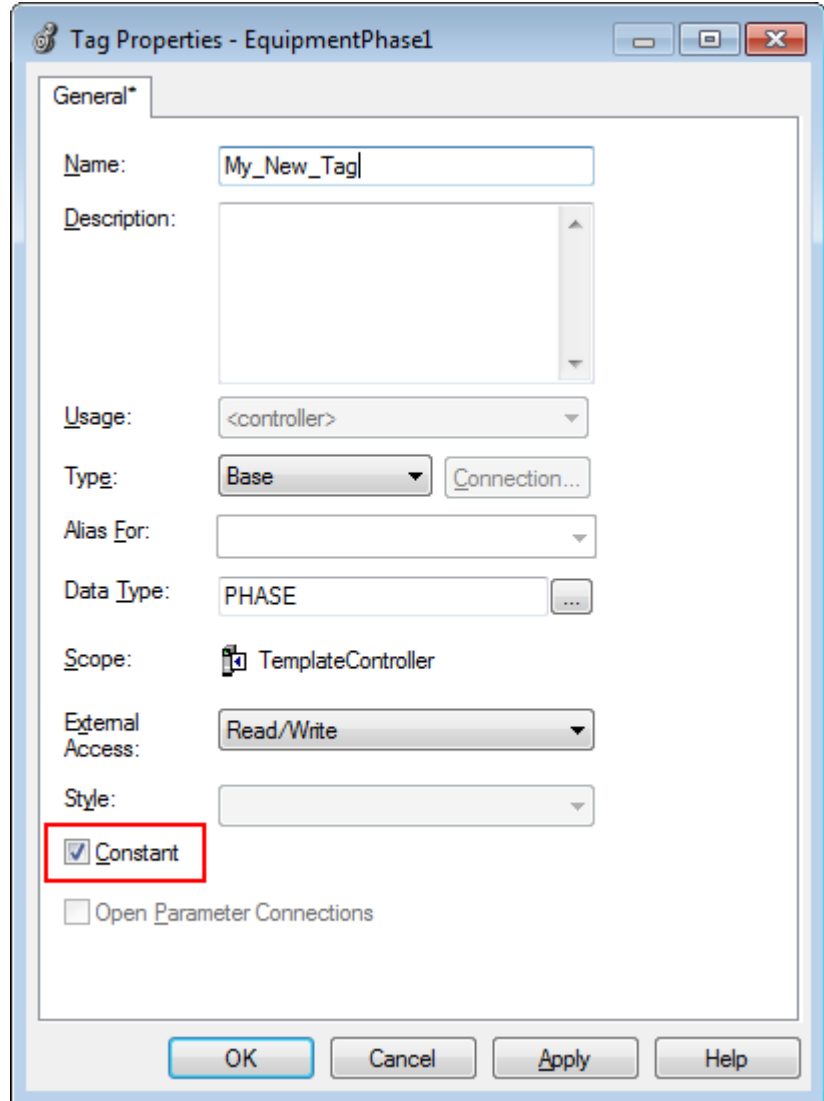 Tag Properties - EquipmentPhase1
General*
Name:
My_New_Tag
Description:
Usage:
<controller>
Type:
Base
Connection...
Alias For:
Data Type:
PHASE
...
Scope:
TemplateController
External
Access:
Read/Write
Style:
Constant
Open Parameter Connections
OK
Cancel
Apply
Help